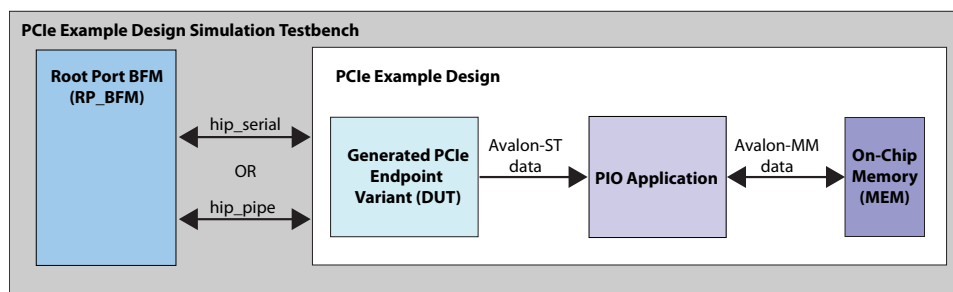 PCIe Example Design Simulation Testbench
Root Port BFM
(RP_BFM)
hip_serial
OR
hip_pipe
PCIe Example Design
Generated PCIe
Endpoint
Variant (DUT)
Avalon-ST
data
PIO Application
Avalon-MM
data
On-Chip
Memory
(MEM)